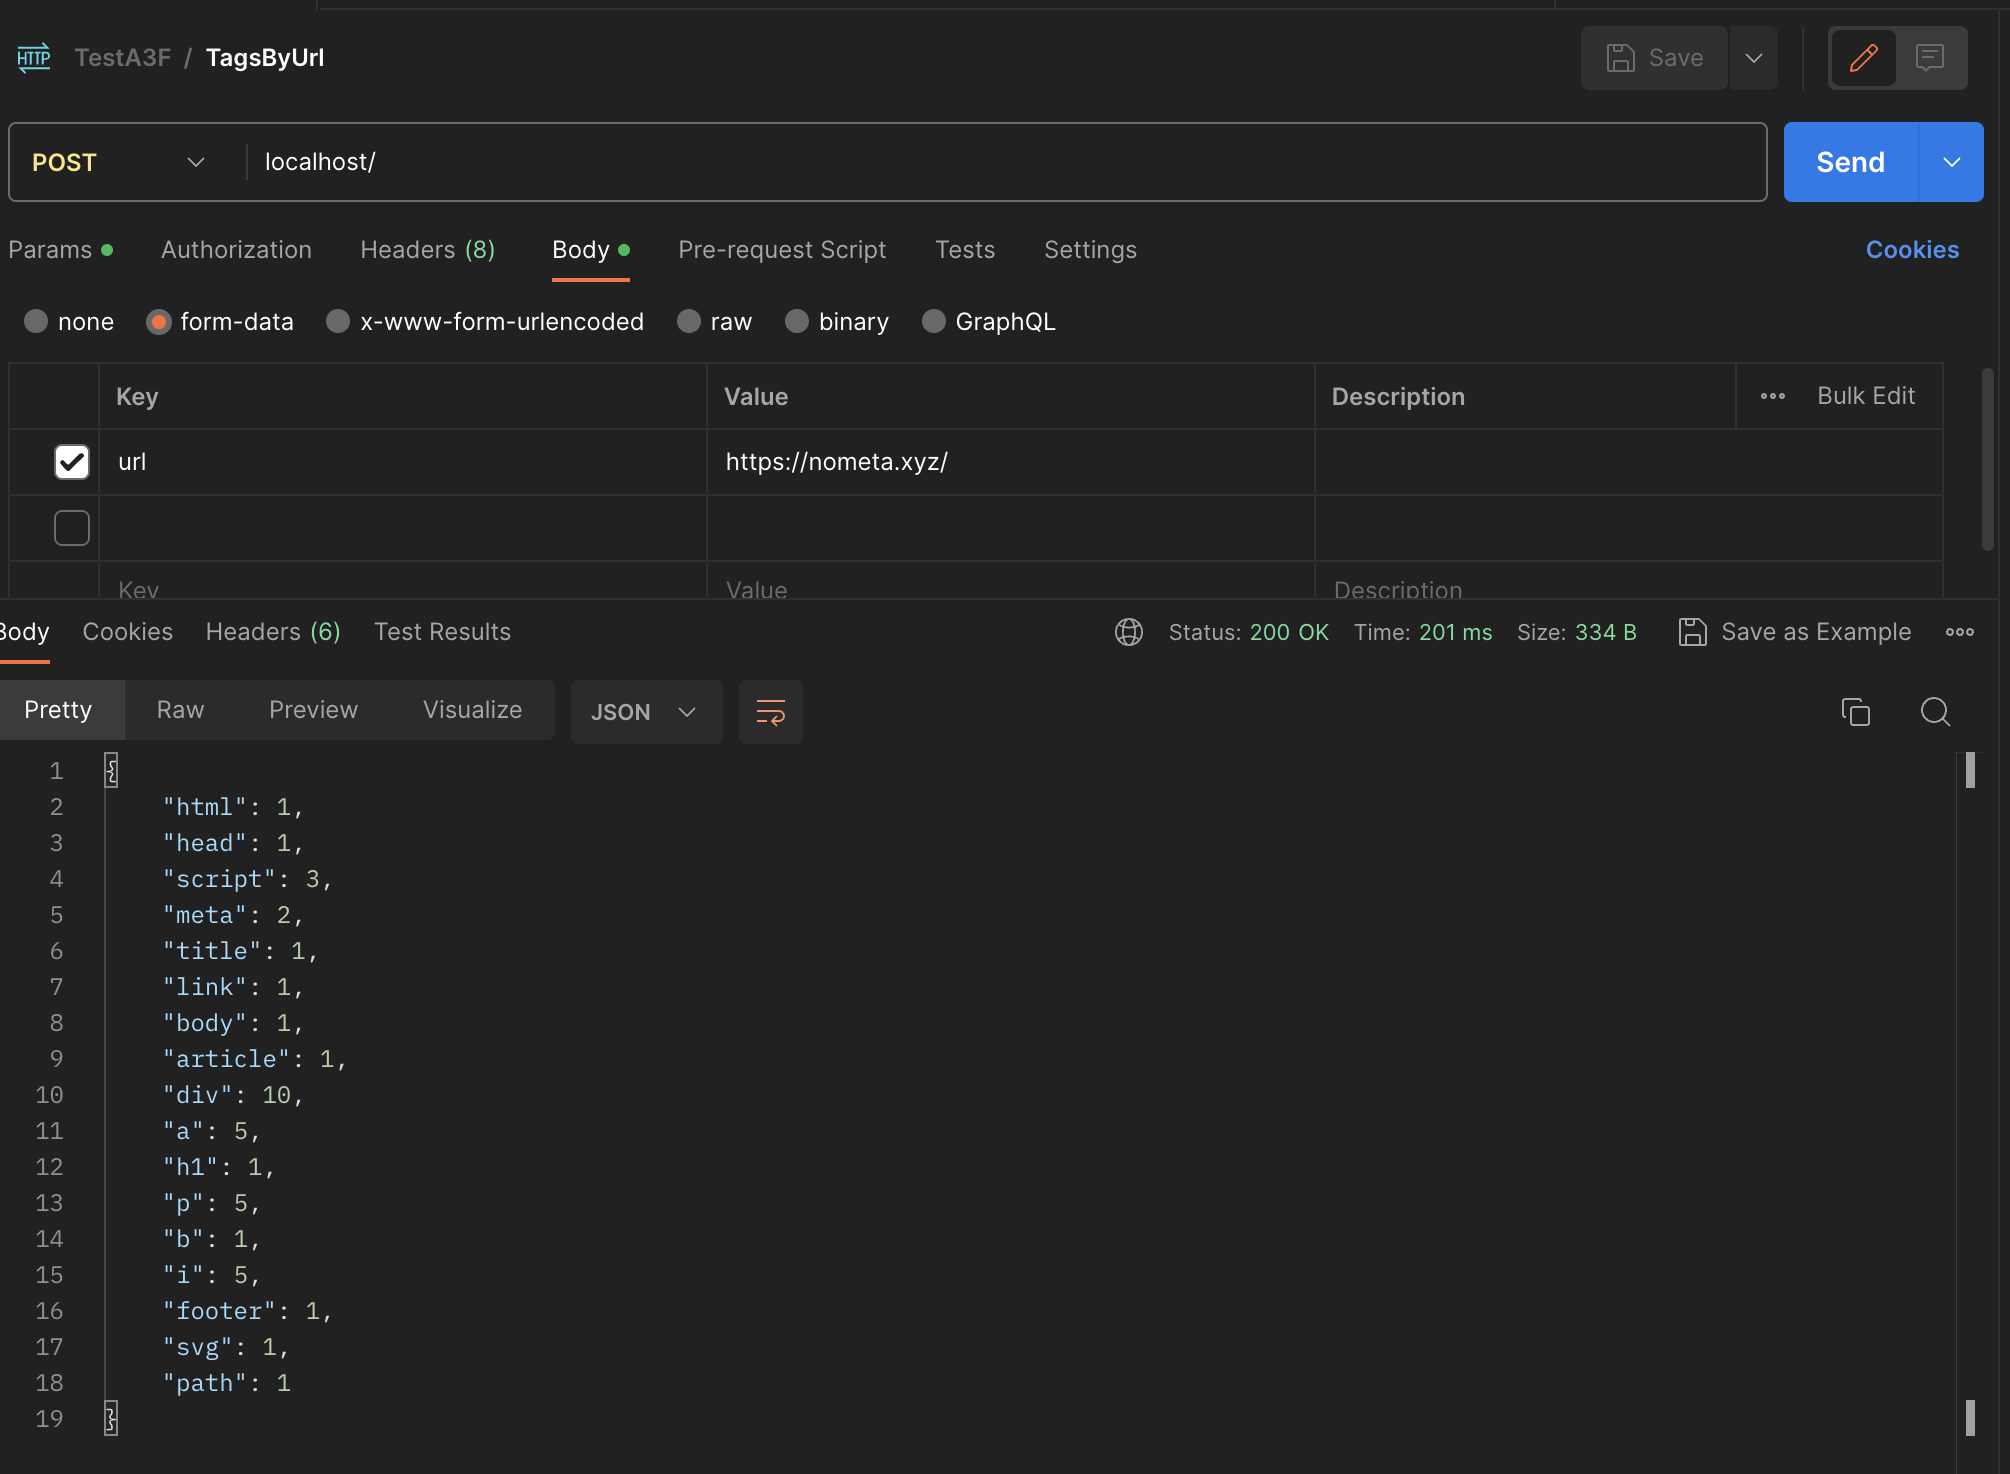 HTTP TestA3F / TagsByUrl Save
POST localhost/ Send
Params Authorization Headers (8) Body Pre-request Script Tests Settings Cookies
none form-data x-www-form-urlencoded raw binary GraphQL
Key Value Description Bulk Edit
url https://nometa.xyz/
Key Value Description
Body Cookies Headers (6) Test Results Status: 200 OK Time: 201 ms Size: 334 B Save as Example
Pretty Raw Preview Visualize JSON
1 {
2 "html": 1,
3 "head": 1,
4 "script": 3,
5 "meta": 2,
6 "title": 1,
7 "link": 1,
8 "body": 1,
9 "article": 1,
10 "div": 10,
11 "a": 5,
12 "h1": 1,
13 "p": 5,
14 "b": 1,
15 "i": 5,
16 "footer": 1,
17 "svg": 1,
18 "path": 1
19 }